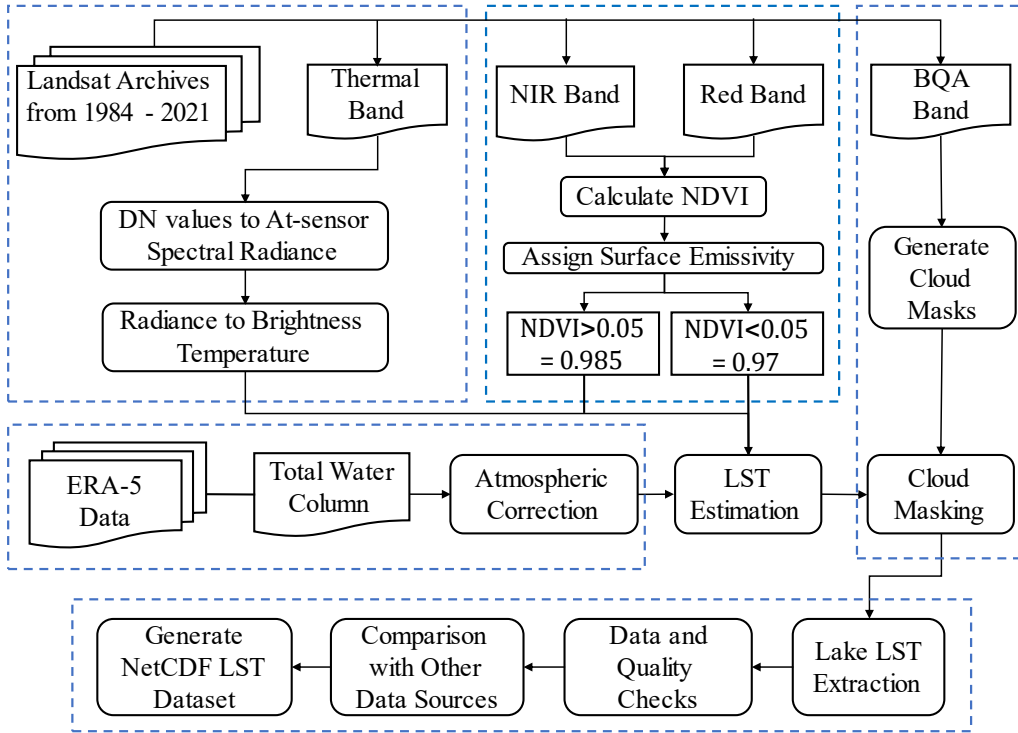 Landsat Archives
from 1984 - 2021
Thermal
Band
NIR Band
Red Band
BQA
Band
DN values to At-sensor
Spectral Radiance
Radiance to Brightness
Temperature
Calculate NDVI
Assign Surface Emissivity
NDVI>0.05
= 0.985
NDVI<0.05
= 0.97
Generate
Cloud
Masks
ERA-5
Data
Total Water
Column
Atmospheric
Correction
LST
Estimation
Cloud
Masking
Generate
NetCDF LST
Dataset
Comparison
with Other
Data Sources
Data and
Quality
Checks
Lake LST
Extraction